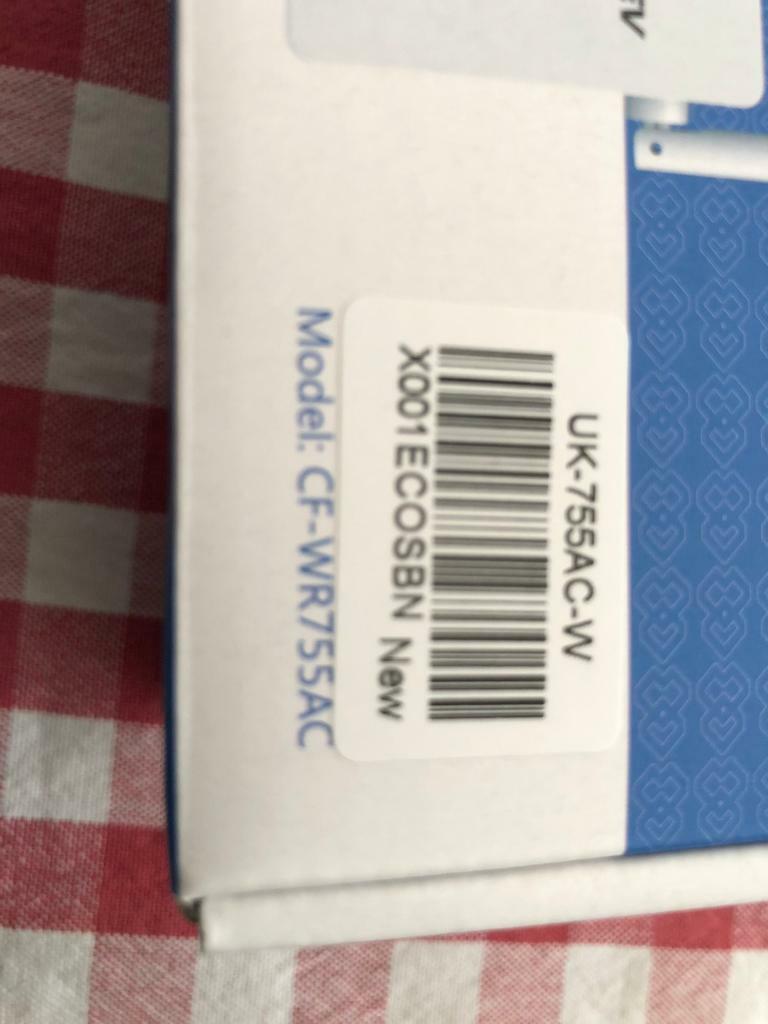 UK-755AC-W
X001ECOSBN New
Model: CF-WR755AC